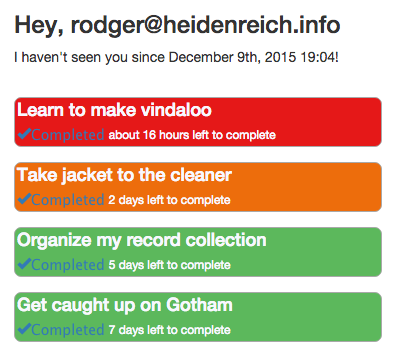 Hey, rodger@heidenreich.info
I haven't seen you since December 9th, 2015 19:04!
Learn to make vindaloo
✔Completed about 16 hours left to complete
Take jacket to the cleaner
✔Completed 2 days left to complete
Organize my record collection
✔Completed 5 days left to complete
Get caught up on Gotham
✔Completed 7 days left to complete